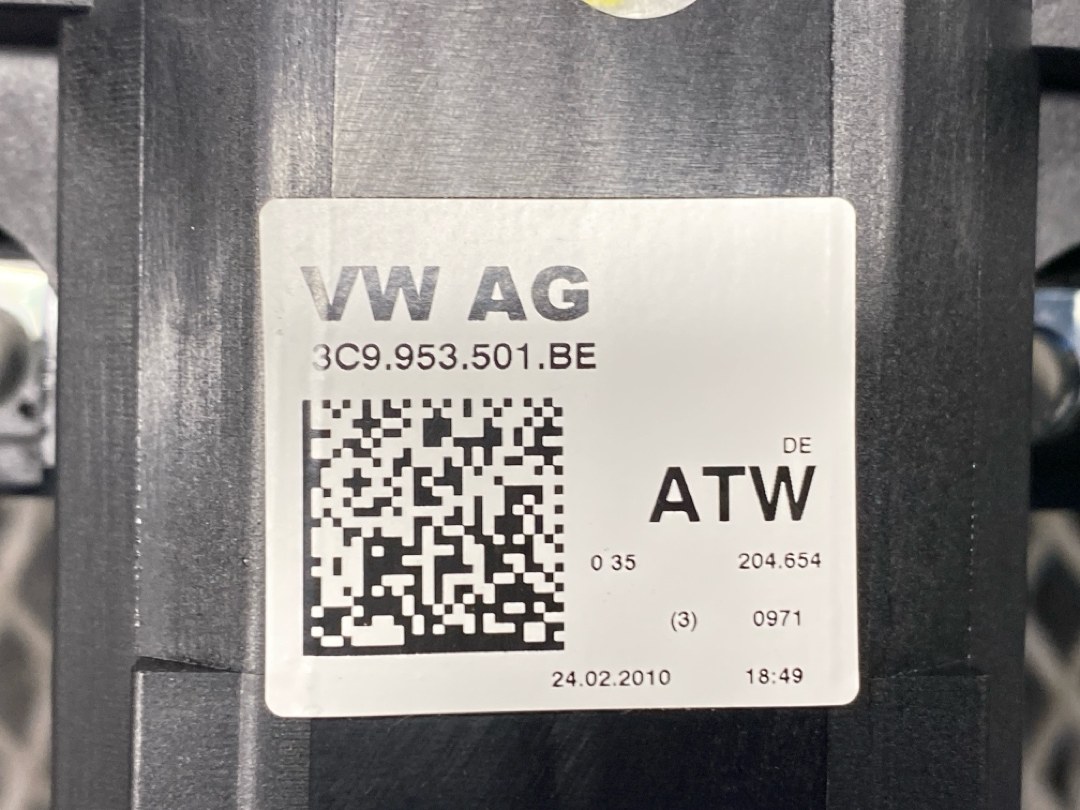 VW AG
3C9.953.501.BE
DE
ATW
0 35 204.654
(3) 0971
24.02.2010 18:49